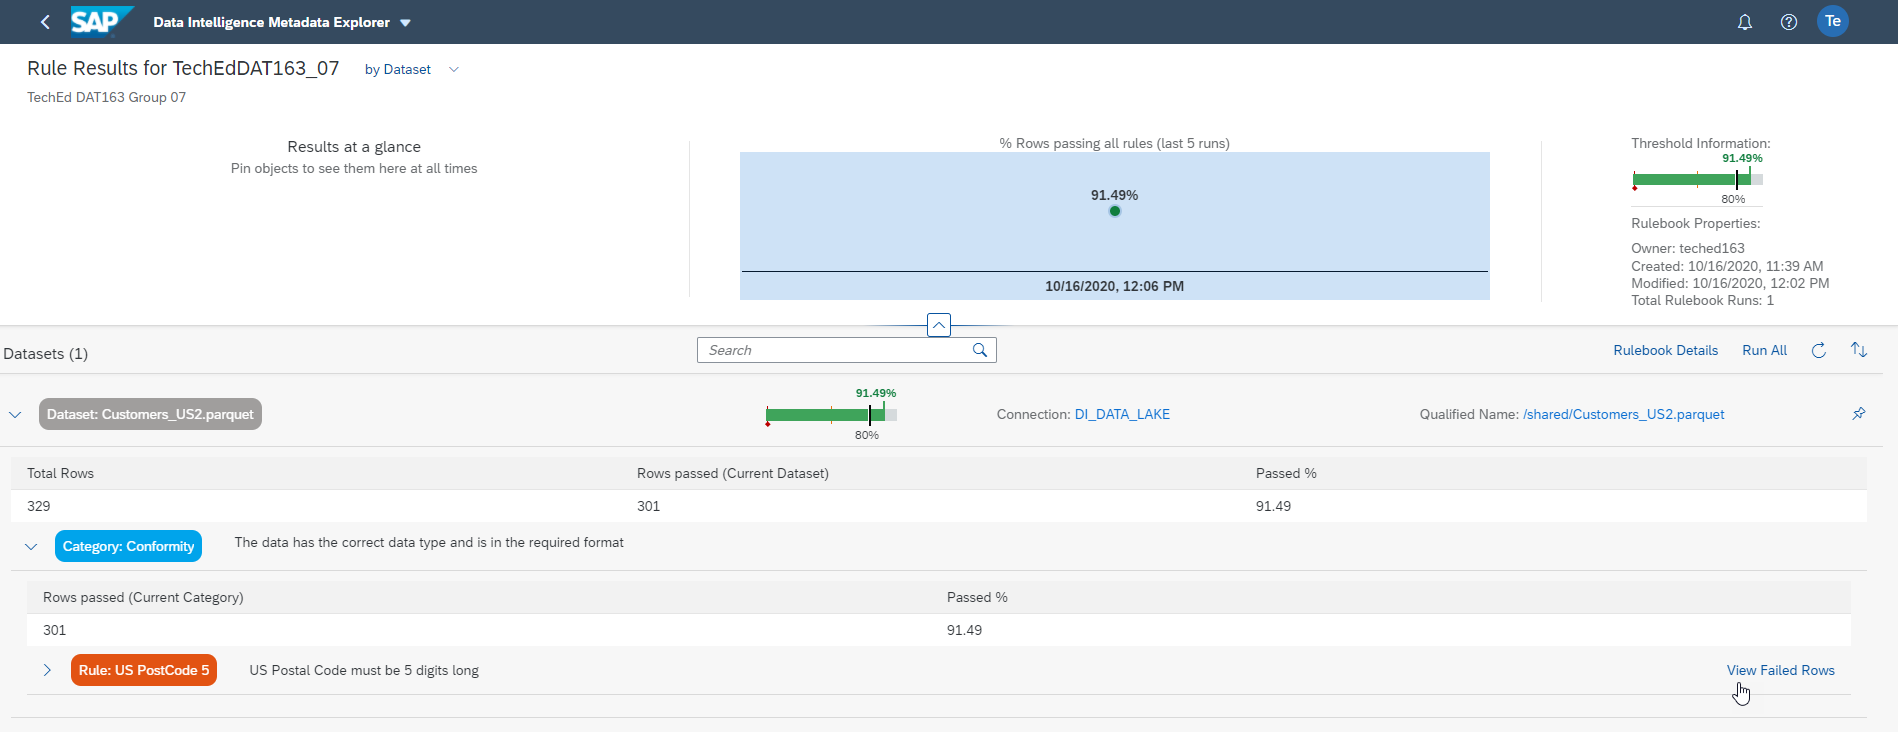 SAP Data Intelligence Metadata Explorer Te
Rule Results for TechEdDAT163_07 by Dataset
TechEd DAT163 Group 07
Results at a glance
Pin objects to see them here at all times
% Rows passing all rules (last 5 runs)
91.49%
10/16/2020, 12:06 PM
Threshold Information:
91.49%
80%
Rulebook Properties:
Owner: teched163
Created: 10/16/2020, 11:39 AM
Modified: 10/16/2020, 12:02 PM
Total Rulebook Runs: 1
Datasets (1) Search Rulebook Details Run All
Dataset: Customers_US2.parquet 91.49% 80% Connection: DI_DATA_LAKE Qualified Name: /shared/Customers_US2.parquet
Total Rows Rows passed (Current Dataset) Passed %
329 301 91.49
Category: Conformity The data has the correct data type and is in the required format
Rows passed (Current Category) Passed %
301 91.49
Rule: US PostCode 5 US Postal Code must be 5 digits long View Failed Rows